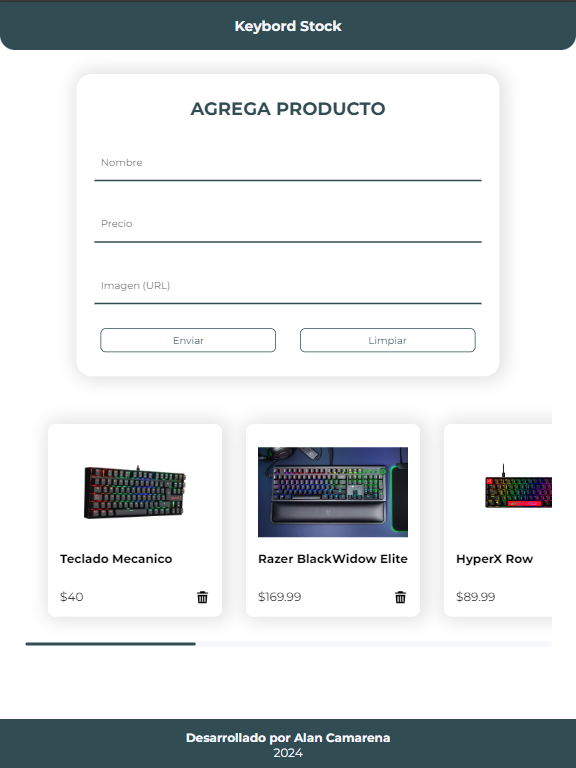 Keybord Stock
AGREGA PRODUCTO
Nombre
Precio
Imagen (URL)
Enviar
Limpiar
Teclado Mecanico
$40
Razer BlackWidow Elite
$169.99
HyperX Row
$89.99
Desarrollado por Alan Camarena
2024